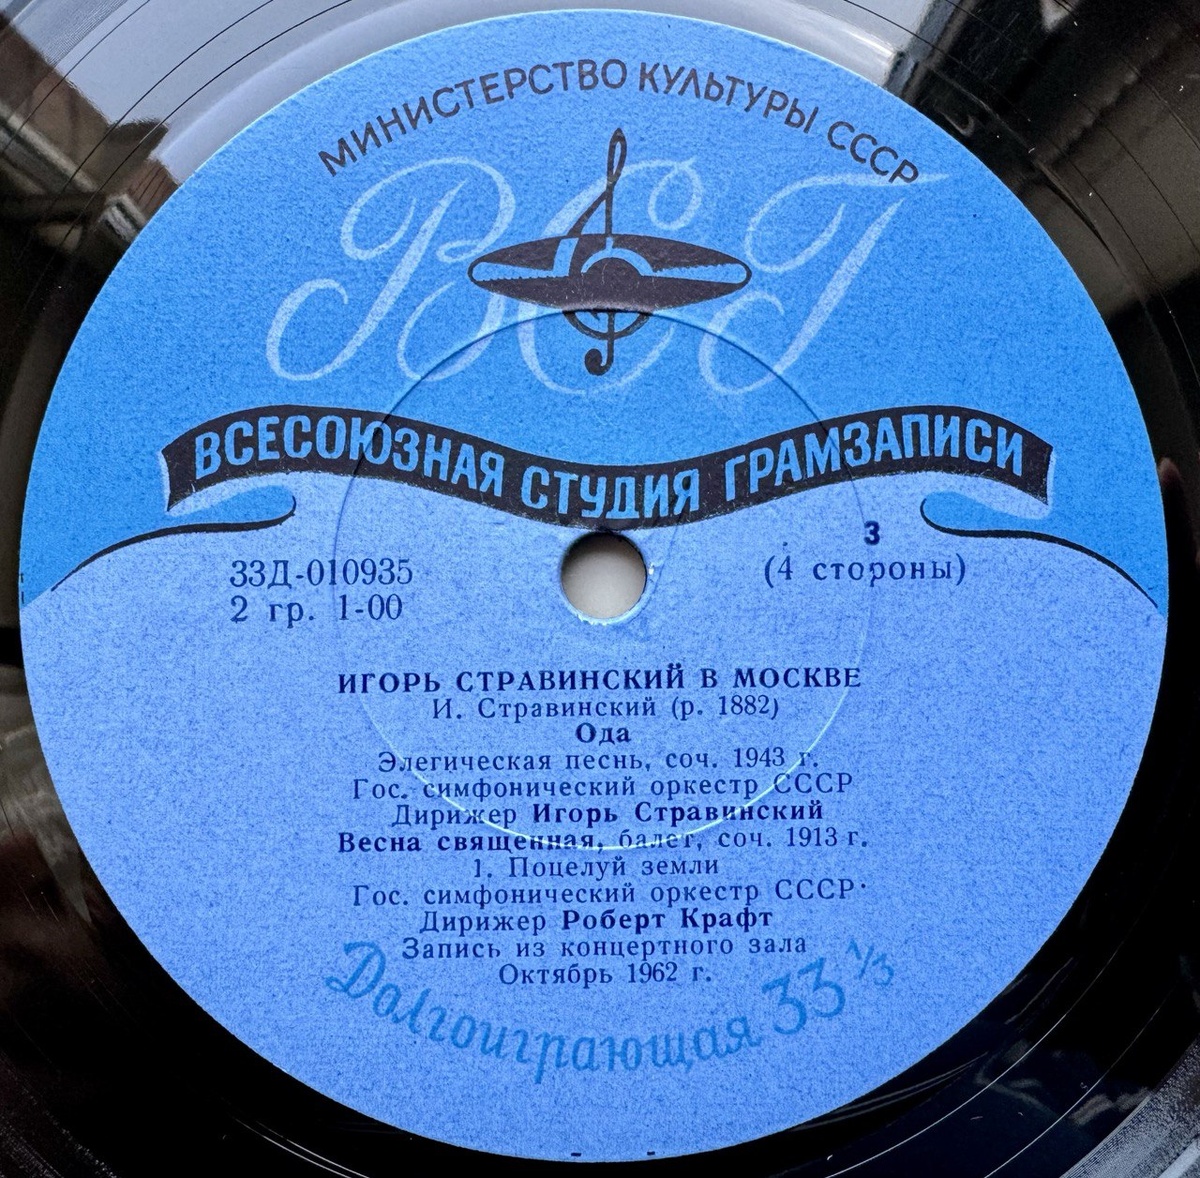 МИНИСТЕРСТВО КУЛЬТУРЫ СССР
ВСГ
ВСЕСОЮЗНАЯ СТУДИЯ ГРАМЗАПИСИ
3
33Д-010935 (4 стороны)
2 гр. 1-00
ИГОРЬ СТРАВИНСКИЙ В МОСКВЕ
И. Стравинский (р. 1882)
Ода
Элегическая песнь, соч. 1943 г.
Гос. симфонический оркестр СССР
Дирижер Игорь Стравинский
Весна священная, балет, соч. 1913 г.
1. Поцелуй земли
Гос. симфонический оркестр СССР
Дирижер Роберт Крафт
Запись из концертного зала
Октябрь 1962 г.
Долгоиграющая 33 1/3